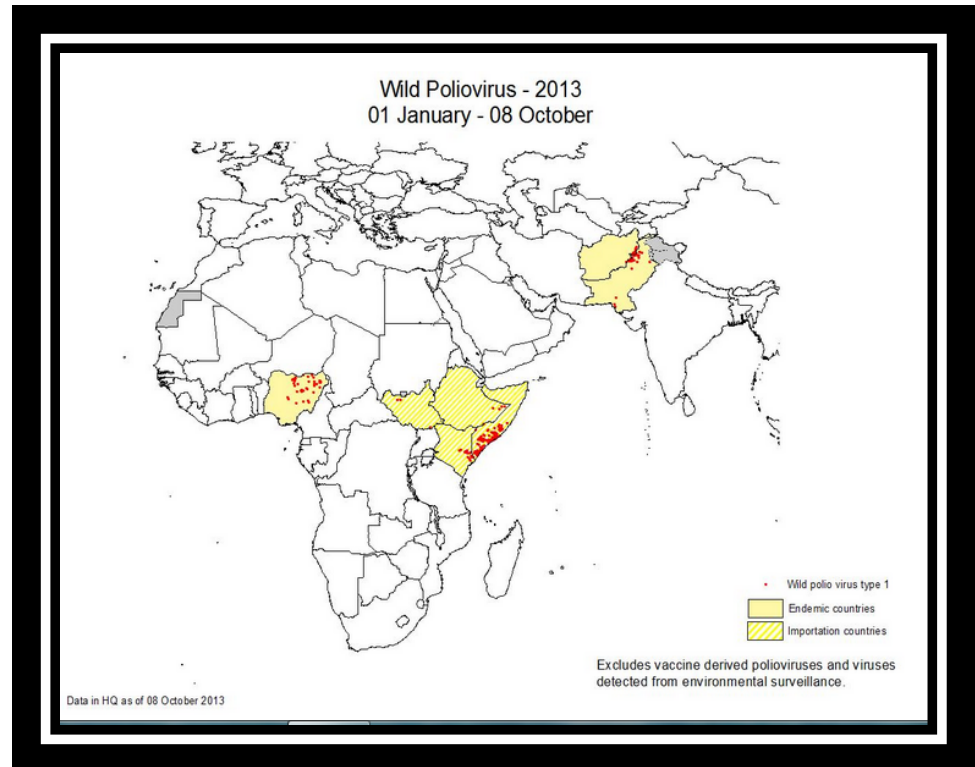 Wild Poliovirus - 2013
01 January - 08 October
Wild polio virus type 1
Endemic countries
Importation countries
Excludes vaccine derived polioviruses and viruses
detected from environmental surveillance.
Data in HQ as of 08 October 2013